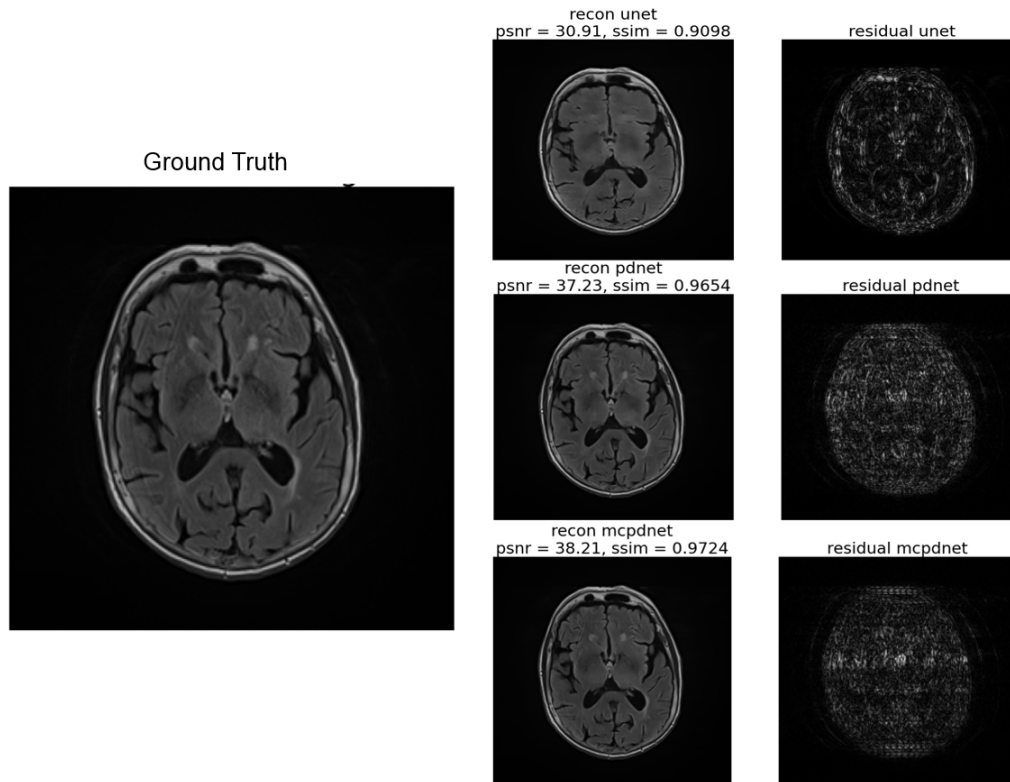 Ground Truth
recon unet
psnr = 30.91, ssim = 0.9098
residual unet
recon pdnet
psnr = 37.23, ssim = 0.9654
residual pdnet
recon mcpdnet
psnr = 38.21, ssim = 0.9724
residual mcpdnet